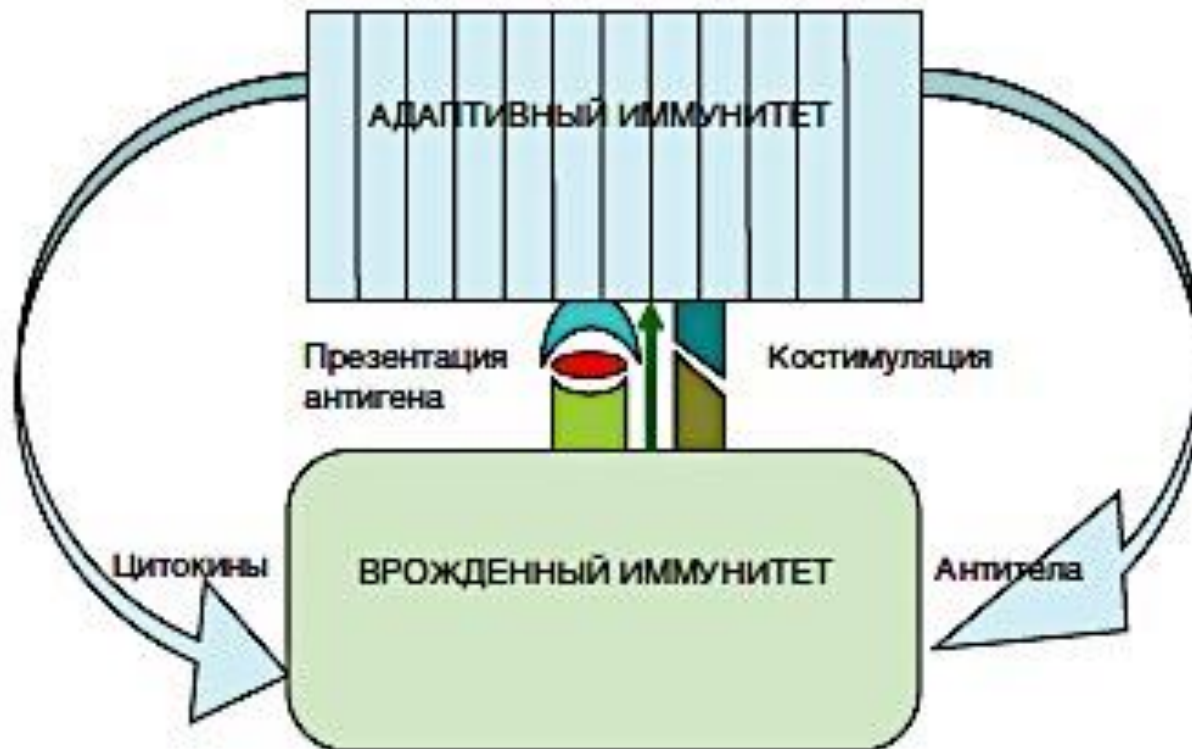 АДАПТИВНЫЙ ИММУНИТЕТ
Презентация
антигена
Костимуляция
Цитокины
ВРОЖДЕННЫЙ ИММУНИТЕТ
Антитела